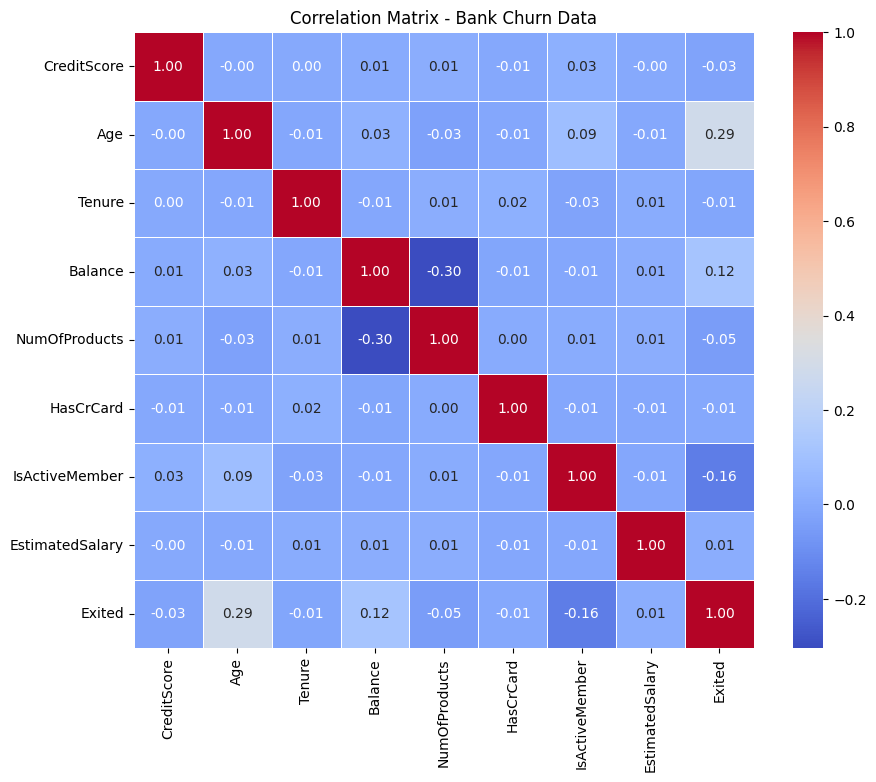 Correlation Matrix - Bank Churn Data
CreditScore 1.00 -0.00 0.00 0.01 0.01 -0.01 0.03 -0.00 -0.03
Age -0.00 1.00 -0.01 0.03 -0.03 -0.01 0.09 -0.01 0.29
Tenure 0.00 -0.01 1.00 -0.01 0.01 0.02 -0.03 0.01 -0.01
Balance 0.01 0.03 -0.01 1.00 -0.30 -0.01 -0.01 0.01 0.12
NumOfProducts 0.01 -0.03 0.01 -0.30 1.00 0.00 0.01 0.01 -0.05
HasCrCard -0.01 -0.01 0.02 -0.01 0.00 1.00 -0.01 -0.01 -0.01
IsActiveMember 0.03 0.09 -0.03 -0.01 0.01 -0.01 1.00 -0.01 -0.16
EstimatedSalary -0.00 -0.01 0.01 0.01 0.01 -0.01 -0.01 1.00 0.01
Exited -0.03 0.29 -0.01 0.12 -0.05 -0.01 -0.16 0.01 1.00
CreditScore
Age
Tenure
Balance
NumOfProducts
HasCrCard
IsActiveMember
EstimatedSalary
Exited
1.0
0.8
0.6
0.4
0.2
0.0
−0.2